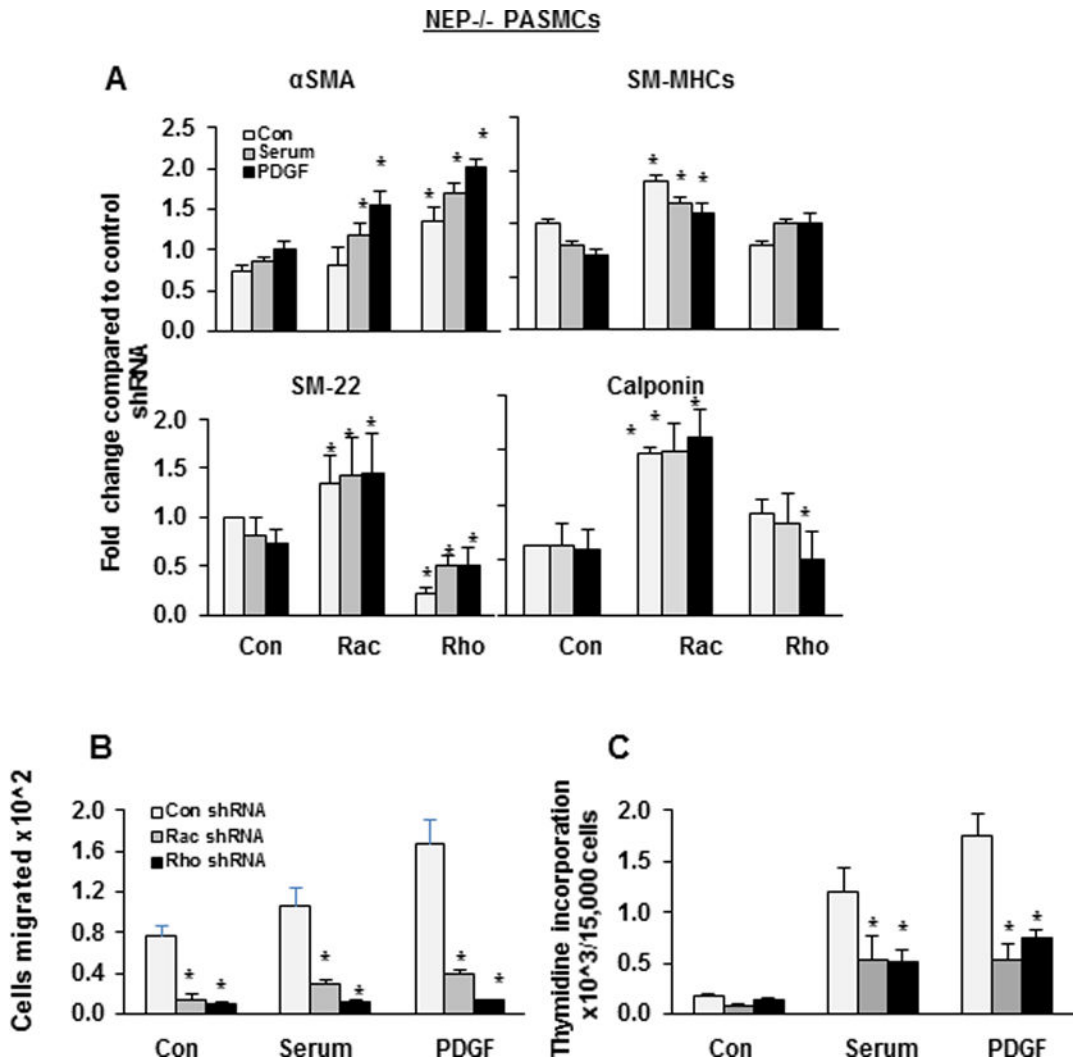 NEP-/- PASMCs
A
αSMA
SM-MHCs
2.5
2.0
1.5
1.0
0.5
0.0
Con
Serum
PDGF
* * * * *
* * *
Fold change compared to control
shRNA
SM-22
Calponin
2.0
1.5
1.0
0.5
0.0
* * * * * *
* * * *
Con Rac Rho
Con Rac Rho
B
Cells migrated x10^2
2.0
1.6
1.2
0.8
0.4
0.0
Con shRNA
Rac shRNA
Rho shRNA
* * * * * *
Con Serum PDGF
C
Thymidine incorporation
x10^3/15,000 cells
2.0
1.5
1.0
0.5
0.0
* * * *
Con Serum PDGF